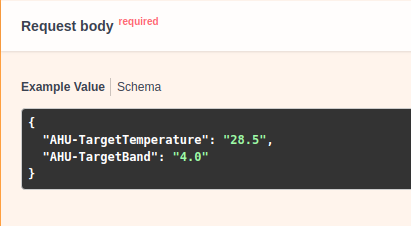 Request body required
Example Value Schema
{
"AHU-TargetTemperature": "28.5",
"AHU-TargetBand": "4.0"
}